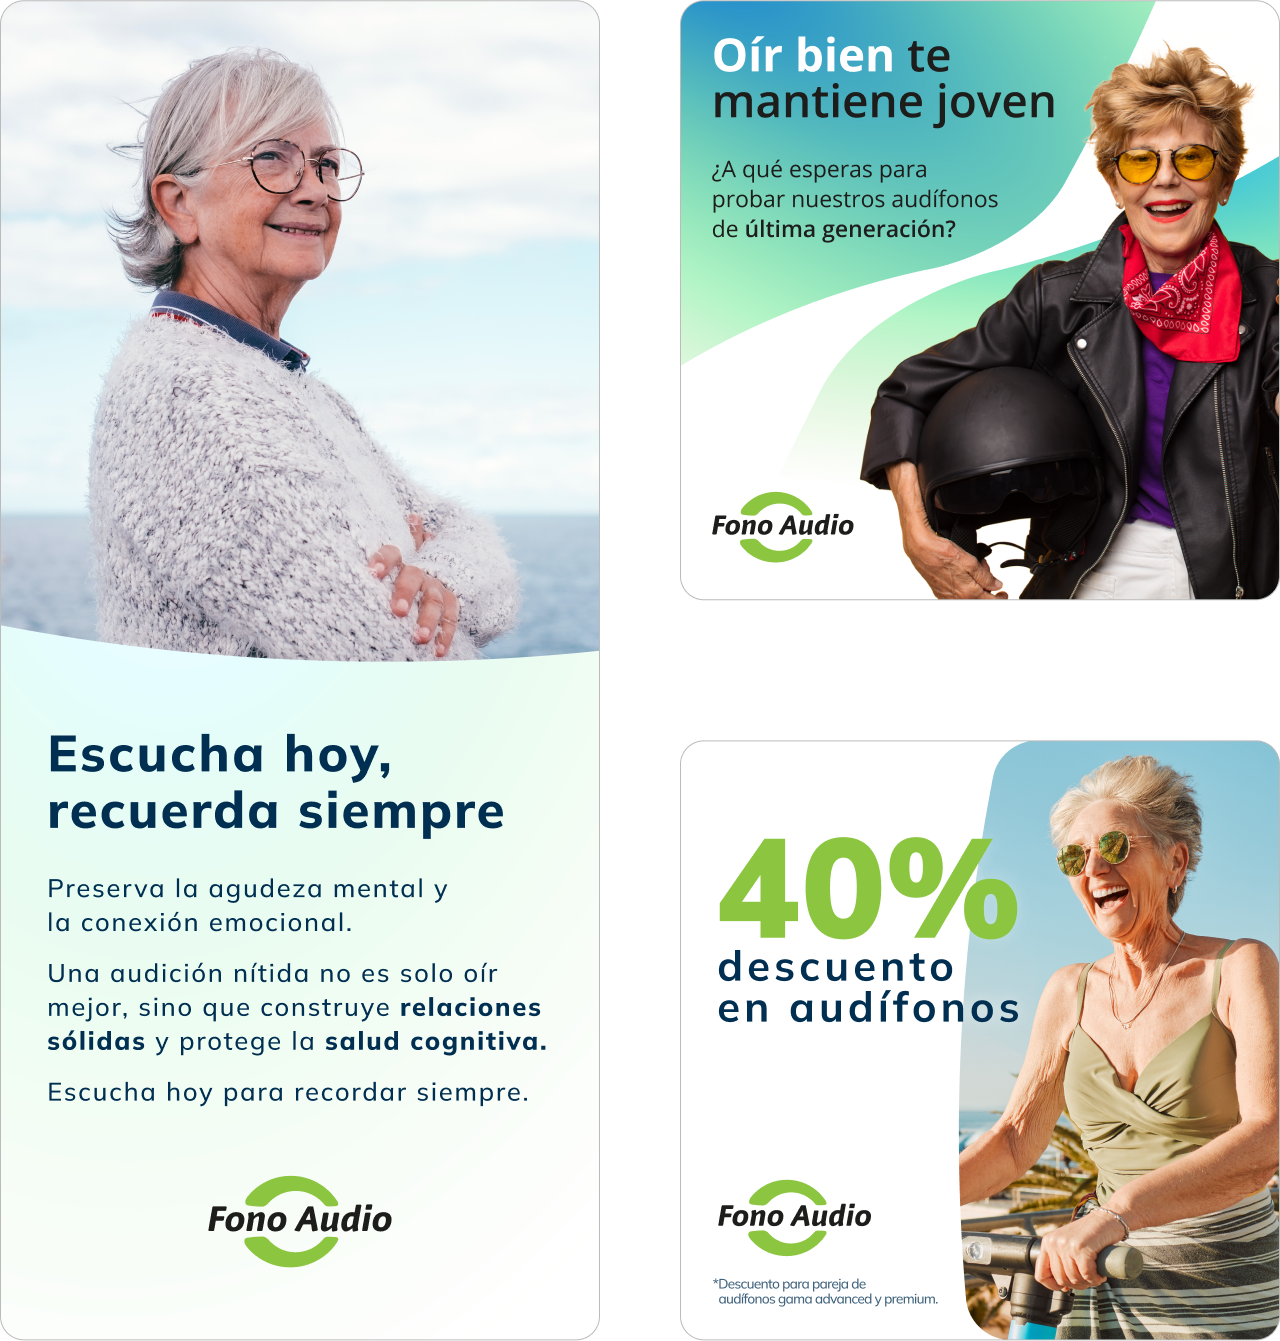 Escucha hoy,
recuerda siempre
Preserva la agudeza mental y
la conexión emocional.
Una audición nítida no es solo oír
mejor, sino que construye relaciones
sólidas y protege la salud cognitiva.
Escucha hoy para recordar siempre.
Fono Audio
Oír bien te
mantiene joven
¿A qué esperas para
probar nuestros audífonos
de última generación?
Fono Audio
40%
descuento
en audífonos
Fono Audio
*Descuento para pareja de
audífonos gama advanced y premium.